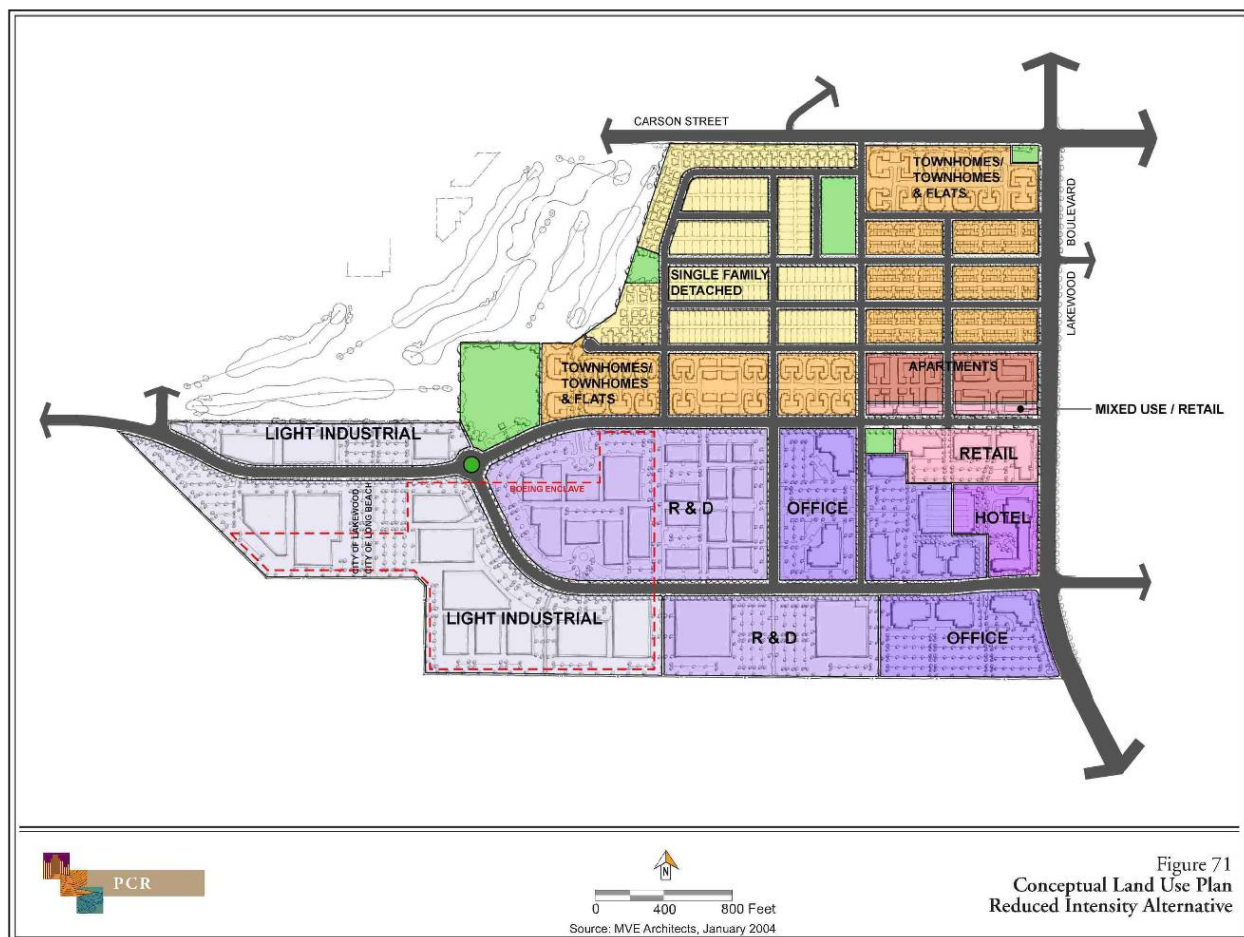 CARSON STREET
TOWNHOMES/
TOWNHOMES
& FLATS
BOULEVARD
LAKEWOOD
SINGLE FAMILY
DETACHED
TOWNHOMES/
TOWNHOMES
& FLATS
APARTMENTS
MIXED USE / RETAIL
LIGHT INDUSTRIAL
RETAIL
BOEING ENCLAVE
R & D
OFFICE
HOTEL
CITY OF LAKEWOOD
CITY OF LONG BEACH
LIGHT INDUSTRIAL
R & D
OFFICE
PCR
N
0 400 800 Feet
Source: MVE Architects, January 2004
Figure 71
Conceptual Land Use Plan
Reduced Intensity Alternative